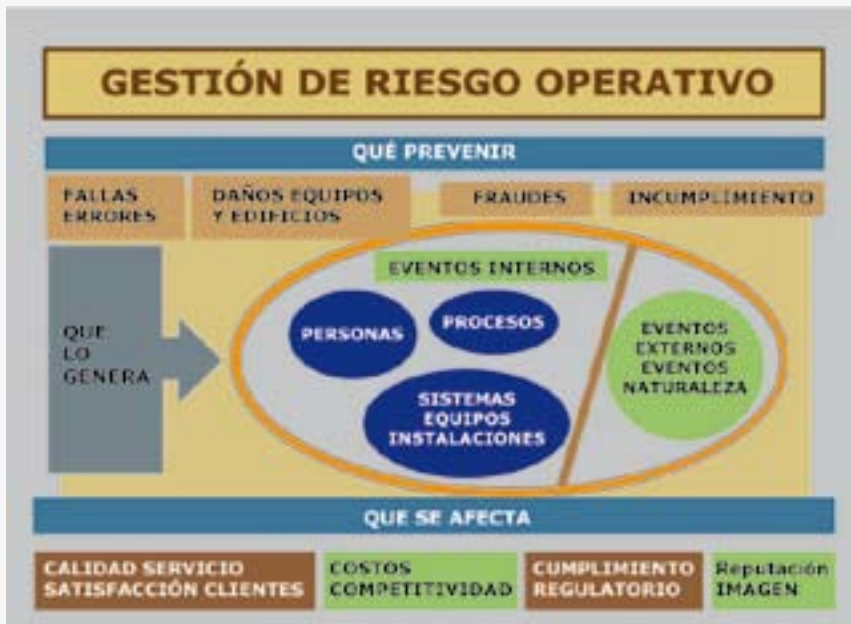 GESTIÓN DE RIESGO OPERATIVO
QUÉ PREVENIR
FALLAS
ERRORES
DAÑOS EQUIPOS
Y EDIFICIOS
FRAUDES
INCUMPLIMIENTO
QUE
LO
GENERA
EVENTOS INTERNOS
PERSONAS
PROCESOS
SISTEMAS
EQUIPOS
INSTALACIONES
EVENTOS
EXTERNOS
EVENTOS
NATURALEZA
QUE SE AFECTA
CALIDAD SERVICIO
SATISFACCIÓN CLIENTES
COSTOS
COMPETITIVIDAD
CUMPLIMIENTO
REGULATORIO
Reputación
IMAGEN